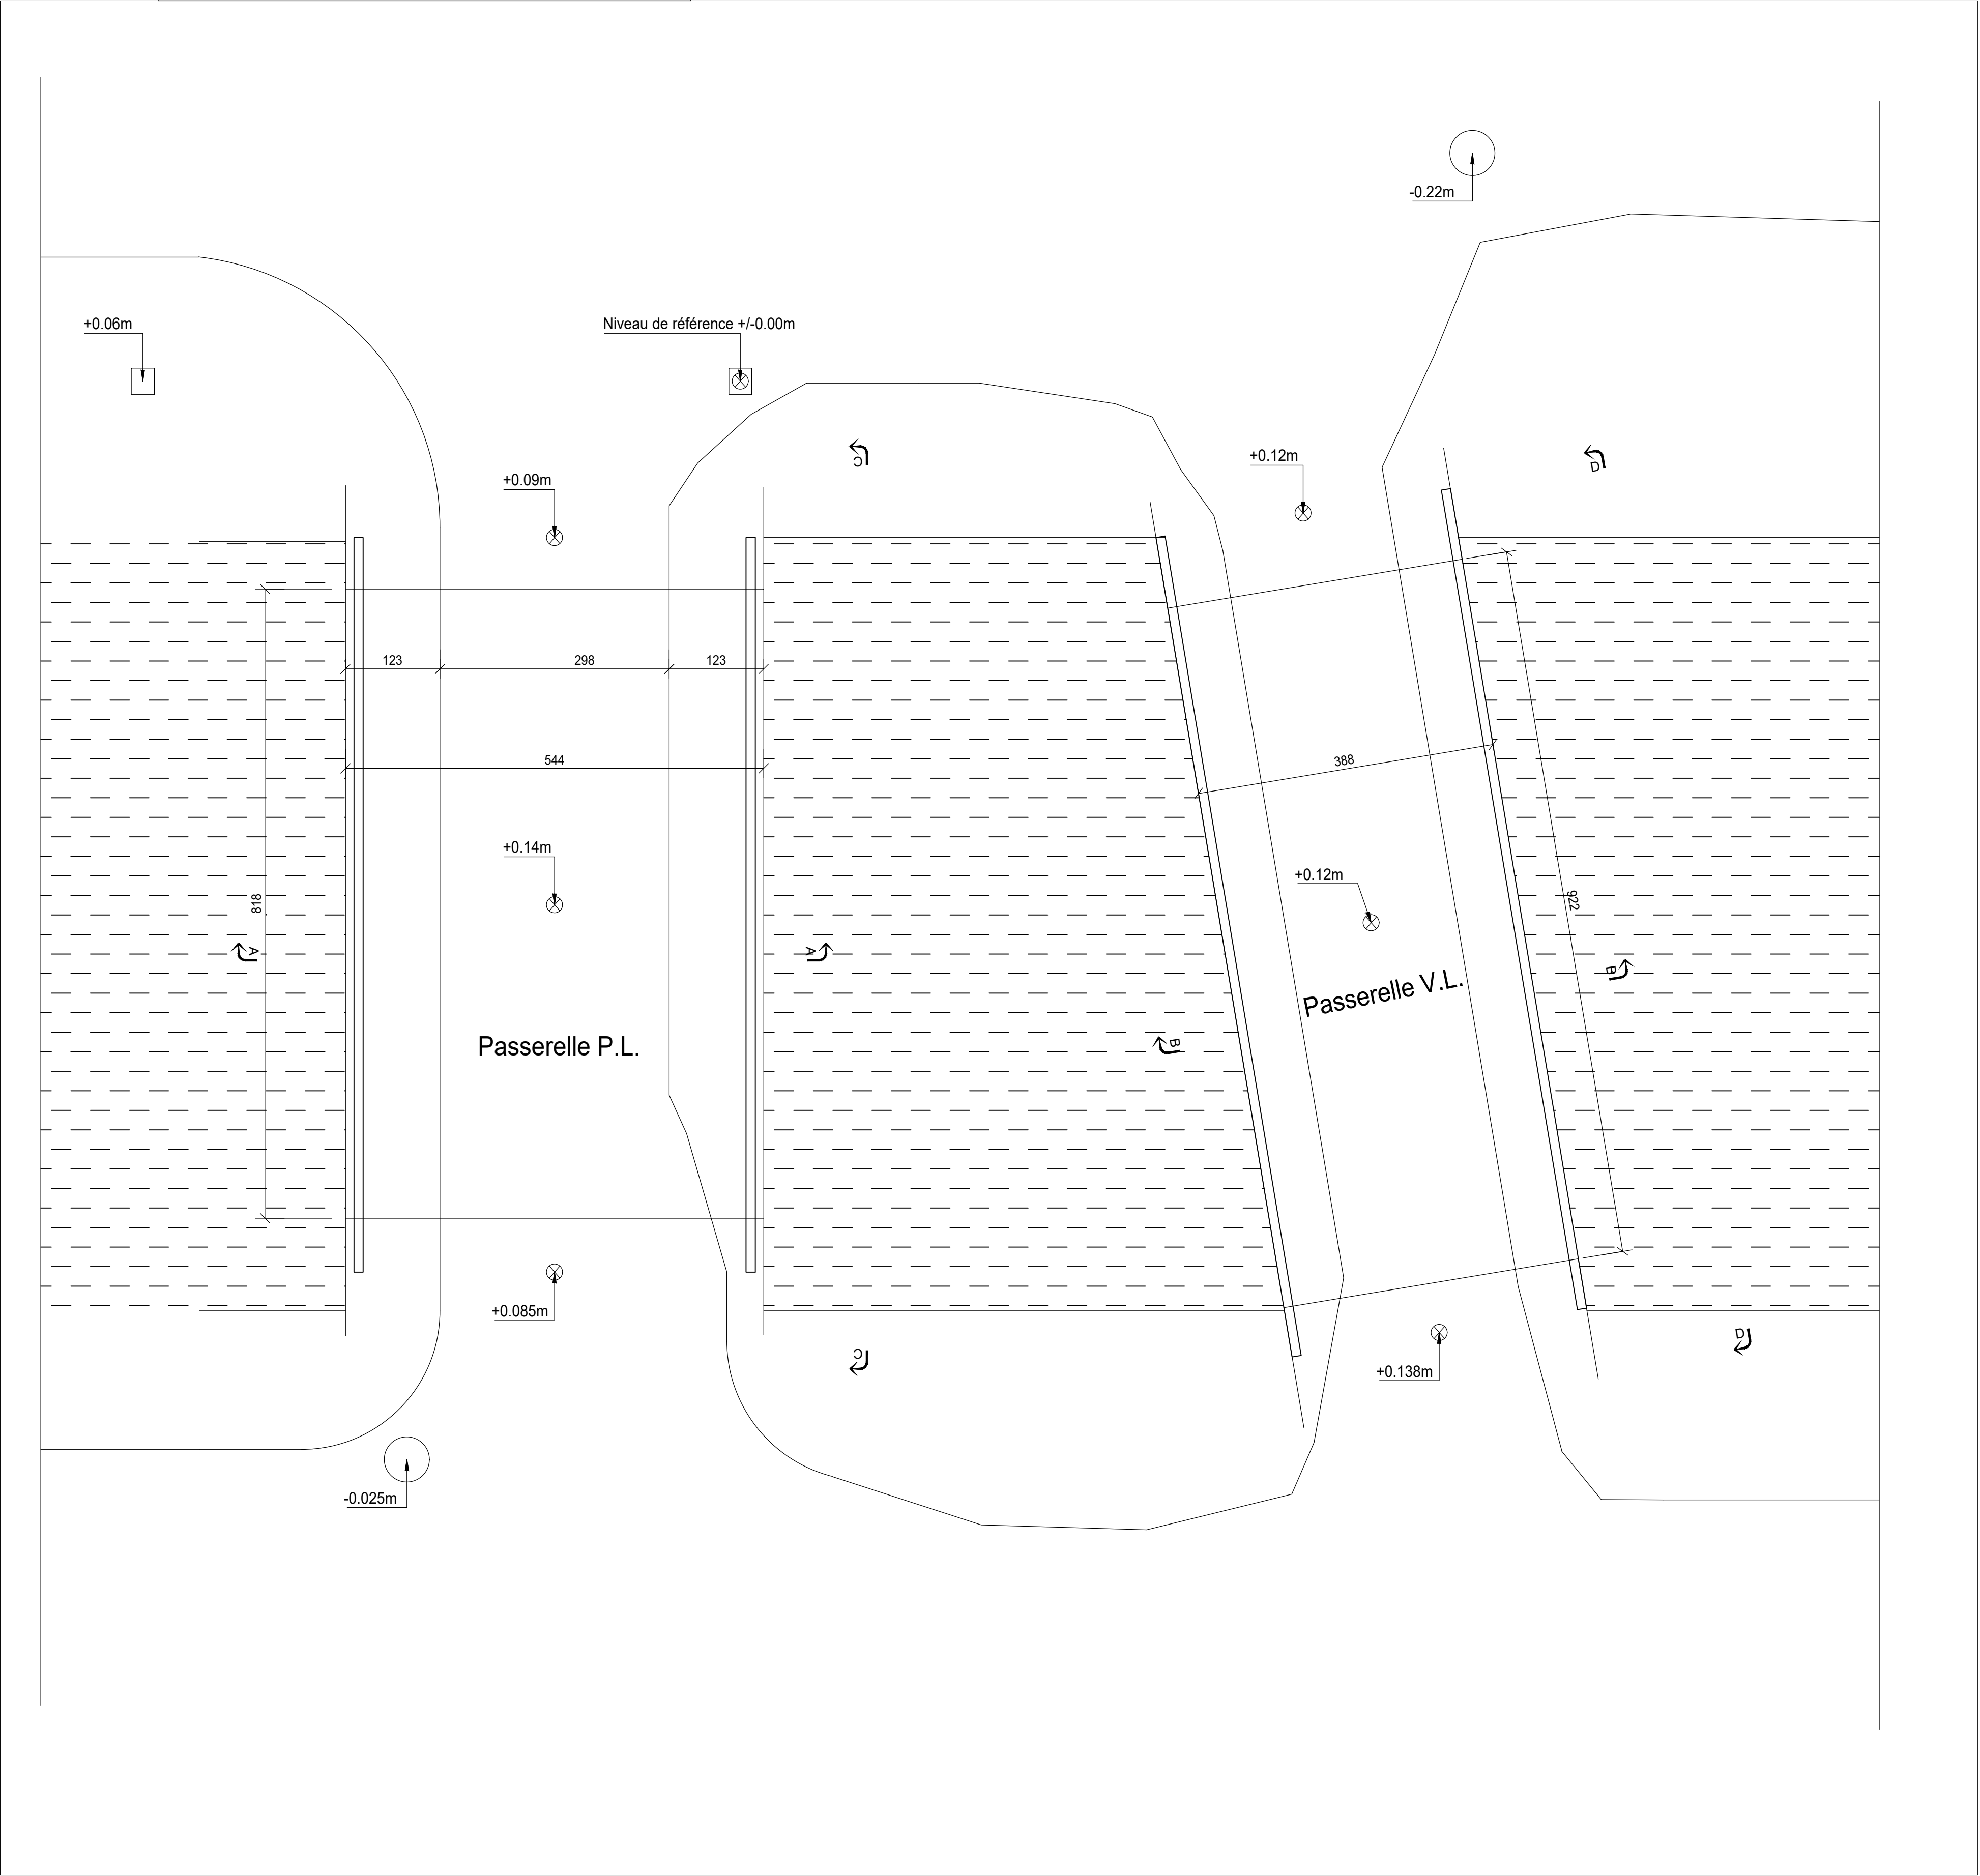 -0.22m
+0.06m
Niveau de référence +/-0.00m
C
+0.12m
D
+0.09m
123
298
123
544
388
+0.14m
+0.12m
818
922
A
A
B
Passerelle V.L.
B
Passerelle P.L.
+0.085m
D
C
+0.138m
-0.025m